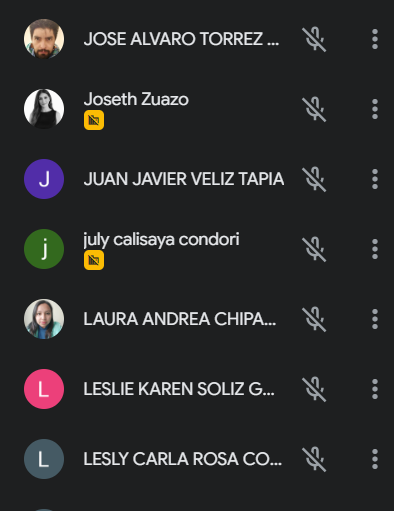 JOSE ALVARO TORREZ ...
Joseth Zuazo
J
JUAN JAVIER VELIZ TAPIA
j
july calisaya condori
LAURA ANDREA CHIPA...
L
LESLIE KAREN SOLIZ G...
L
LESLY CARLA ROSA CO...